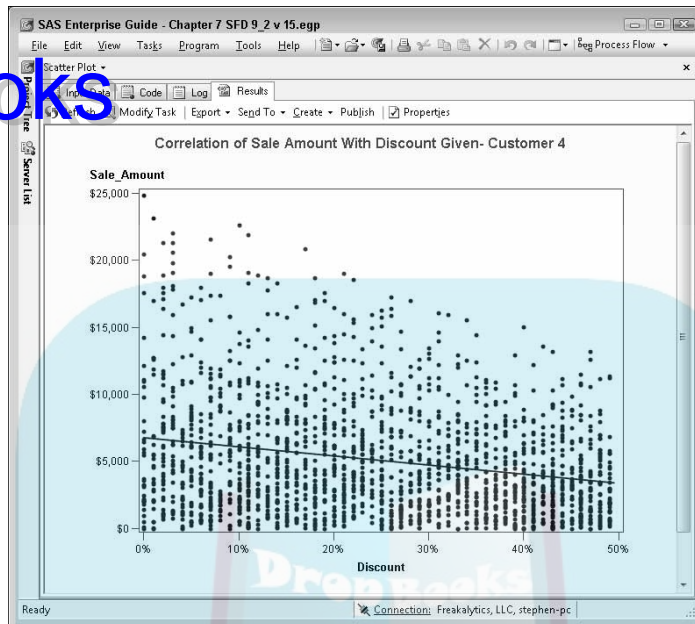 SAS Enterprise Guide - Chapter 7 SFD 9_2 v 15.egp
File Edit View Tasks Program Tools Help Process Flow
Scatter Plot
oks
Input Data Code Log Results
Refresh Modify Task Export Send To Create Publish Properties
Project Tree
Server List
Correlation of Sale Amount With Discount Given- Customer 4
Sale_Amount
$25,000
$20,000
$15,000
$10,000
$5,000
$0
0% 10% 20% 30% 40% 50%
Discount
DropBooks
Ready Connection: Freakalytics, LLC, stephen-pc